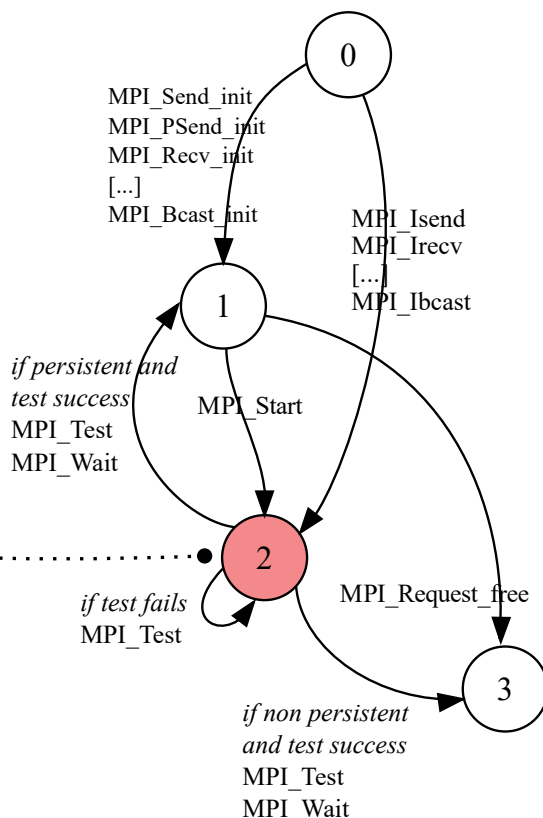 0
MPI_Send_init
MPI_PSend_init
MPI_Recv_init
[...]
MPI_Bcast_init
MPI_Isend
MPI_Irecv
[...]
MPI_Ibcast
1
if persistent and
test success
MPI_Test
MPI_Wait
MPI_Start
2
if test fails
MPI_Test
MPI_Request_free
3
if non persistent
and test success
MPI_Test
MPI_Wait